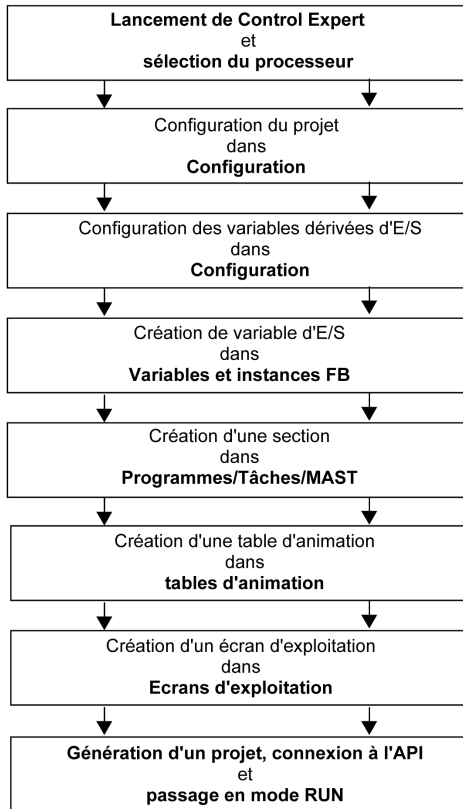 Lancement de Control Expert
et
sélection du processeur
Configuration du projet
dans
Configuration
Configuration des variables dérivées d'E/S
dans
Configuration
Création de variable d'E/S
dans
Variables et instances FB
Création d'une section
dans
Programmes/Tâches/MAST
Création d'une table d'animation
dans
tables d'animation
Création d'un écran d'exploitation
dans
Ecrans d'exploitation
Génération d'un projet, connexion à l'API
et
passage en mode RUN